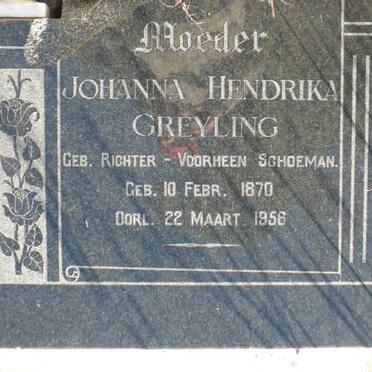 Moeder
JOHANNA HENDRIKA
GREYLING
GEB. RICHTER - VOORHEEN SCHOEMAN.
GEB. 10 FEBR. 1870
OORL. 22 MAART 1956